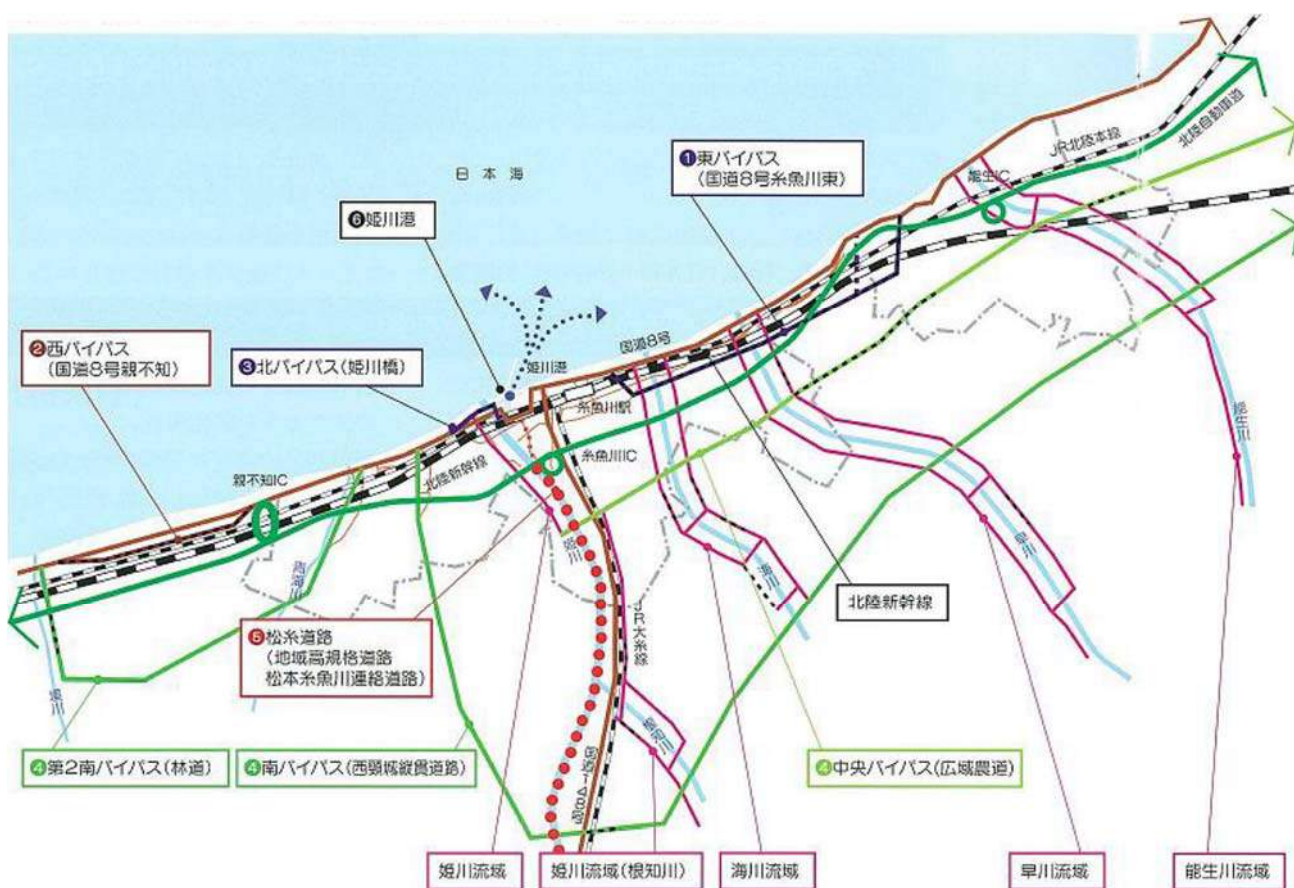 日本海
❶東バイパス
(国道8号糸魚川東)
JR北陸本線
北陸自動車道
能生IC
❻姫川港
❷西バイパス
(国道8号親不知)
❸北バイパス(姫川橋)
姫川港
国道8号
糸魚川駅
糸魚川IC
親不知IC
北陸新幹線
姫川
海川
早川
能生川
境川
北陸新幹線
JR大糸線
❺松糸道路
(地域高規格道路
松本糸魚川連絡道路)
根知川
国道148号
❹第2南バイパス(林道)
❹南バイパス(西頸城縦貫道路)
❹中央バイパス(広域農道)
姫川流域
姫川流域(根知川)
海川流域
早川流域
能生川流域